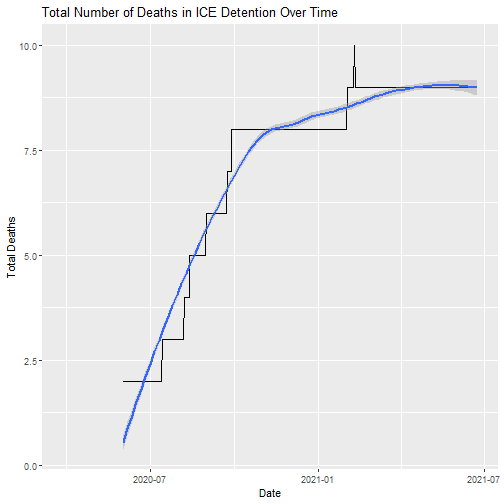 Total Number of Deaths in ICE Detention Over Time
10.0
7.5
5.0
2.5
0.0
Total Deaths
2020-07
2021-01
2021-07
Date